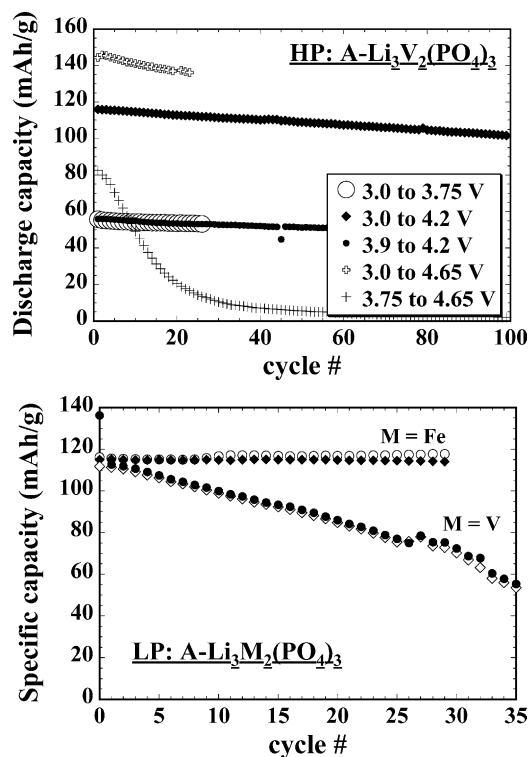 160
140
120
100
80
60
40
20
0
Discharge capacity (mAh/g)
HP: A-Li₃V₂(PO₄)₃
3.0 to 3.75 V
3.0 to 4.2 V
3.9 to 4.2 V
3.0 to 4.65 V
3.75 to 4.65 V
0 20 40 60 80 100
cycle #
140
120
100
80
60
40
20
0
Specific capacity (mAh/g)
M = Fe
M = V
LP: A-Li₃M₂(PO₄)₃
0 5 10 15 20 25 30 35
cycle #